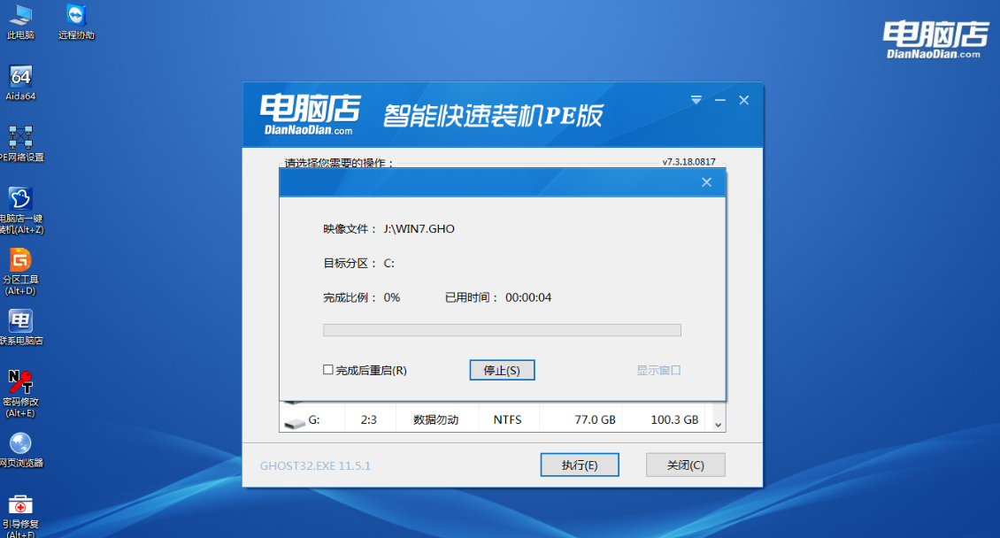 此电脑
远程协助
电脑店
DianNaoDian.com
64
Aida64
PE网络设置
电脑店一键
装机(Alt+Z)
分区工具
(Alt+D)
电
联系电脑店
密码修改
(Alt+E)
网页浏览器
引导修复
(Alt+F)
电脑店
DianNaoDian.com
智能快速装机PE版
请选择您需要的操作：
v7.3.18.0817
映像文件： J:\WIN7.GHO
目标分区： C:
完成比例： 0% 已用时间： 00:00:04
完成后重启(R) 停止(S) 显示窗口
G: 2:3 数据勿动 NTFS 77.0 GB 100.3 GB
GHOST32.EXE 11.5.1 执行(E) 关闭(C)